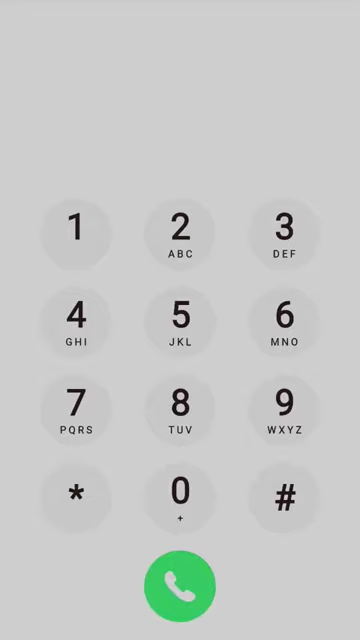 1 2 3
ABC DEF
4 5 6
GHI JKL MNO
7 8 9
PQRS TUV WXYZ
* 0 #
+